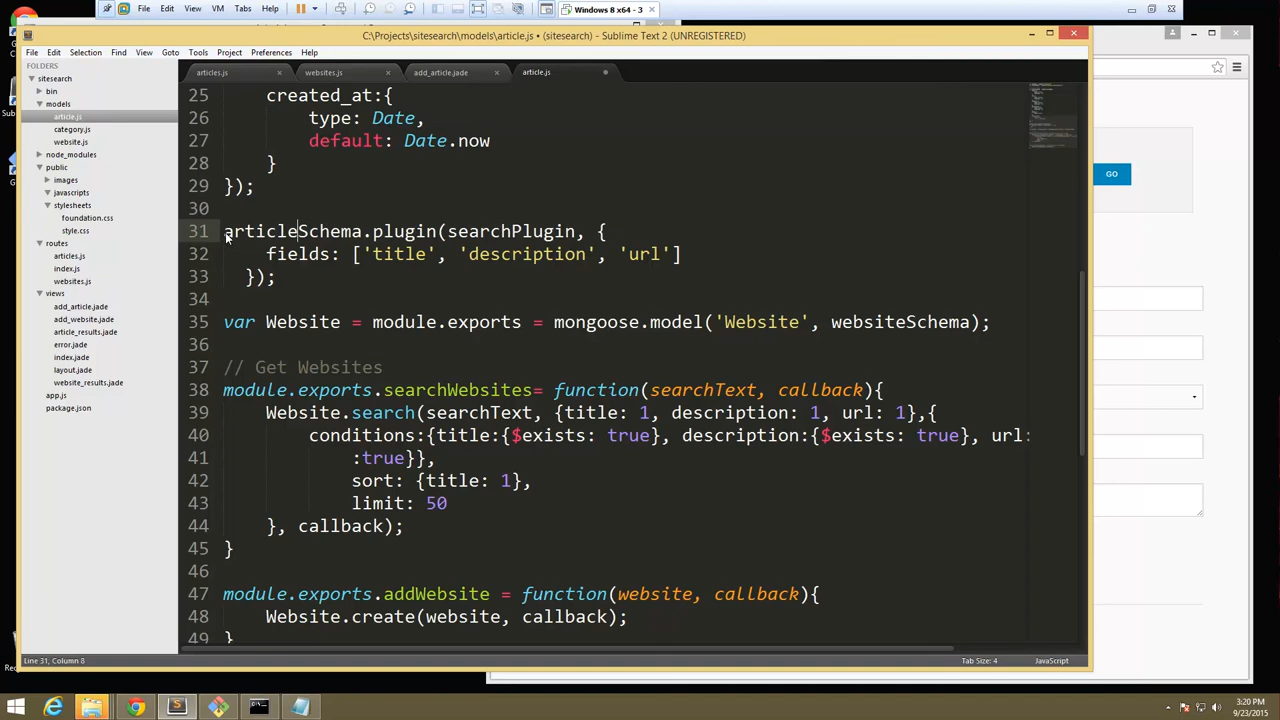 File Edit View VM Tabs Help
Windows 8 x64 - 3
C:\Projects\sitesearch\models\article.js • (sitesearch) - Sublime Text 2 (UNREGISTERED)
File Edit Selection Find View Goto Tools Project Preferences Help
FOLDERS
sitesearch
bin
models
article.js
category.js
website.js
node_modules
public
images
javascripts
stylesheets
foundation.css
style.css
routes
articles.js
index.js
websites.js
views
add_article.jade
add_website.jade
article_results.jade
error.jade
index.jade
layout.jade
website_results.jade
app.js
package.json
articles.js websites.js add_article.jade article.js
25 created_at:{
26 type: Date,
27 default: Date.now
28 }
29 });
30
31 articleSchema.plugin(searchPlugin, {
32 fields: ['title', 'description', 'url']
33 });
34
35 var Website = module.exports = mongoose.model('Website', websiteSchema);
36
37 // Get Websites
38 module.exports.searchWebsites= function(searchText, callback){
39 Website.search(searchText, {title: 1, description: 1, url: 1},{
40 conditions:{title:{$exists: true}, description:{$exists: true}, url:
41 :true}},
42 sort: {title: 1},
43 limit: 50
44 }, callback);
45 }
46
47 module.exports.addWebsite = function(website, callback){
48 Website.create(website, callback);
49 }
Line 31, Column 8
Tab Size: 4
JavaScript
GO
3:20 PM
9/23/2015